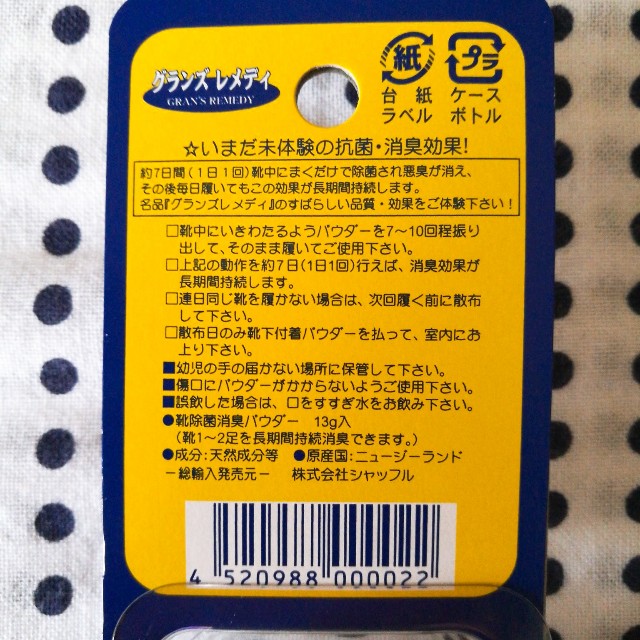 グランズ レメディ
GRAN'S REMEDY
紙
プラ
台紙 ケース
ラベル ボトル
☆いまだ未体験の抗菌・消臭効果!
約7日間(1日1回)靴中にまくだけで除菌され悪臭が消え、
その後毎日履いてもこの効果が長期間持続します。
名品『グランズレメディ』のすばらしい品質・効果をご体験下さい!
□靴中にいきわたるようパウダーを7〜10回程振り
出して、そのまま履いてご使用下さい。
□上記の動作を約7日(1日1回)行えば、消臭効果が
長期間持続します。
□連日同じ靴を履かない場合は、次回履く前に散布
して下さい。
□散布日のみ靴下付着パウダーを払って、室内にお
上り下さい。
■幼児の手の届かない場所に保管して下さい。
■傷口にパウダーがかからないようご使用下さい。
■誤飲した場合は、口をすすぎ水をお飲み下さい。
●靴除菌消臭パウダー 13g入
(靴1〜2足を長期間持続消臭できます。)
●成分:天然成分等 ●原産国:ニュージーランド
−総輸入発売元− 株式会社シャッフル
4 520988 000022